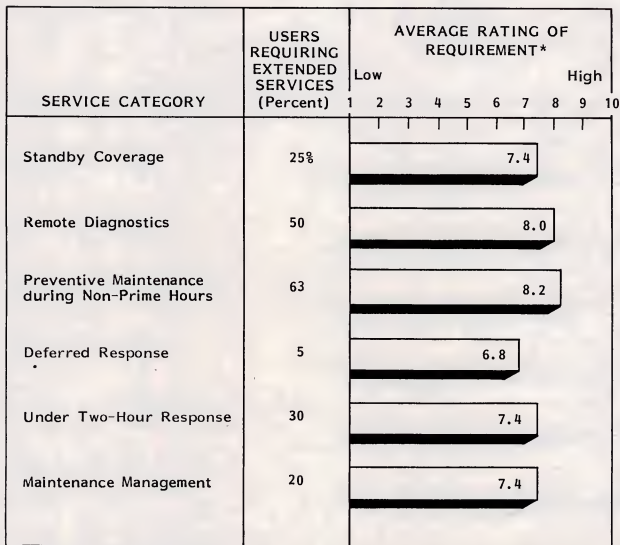 USERS
REQUIRING
EXTENDED
SERVICES
(Percent)
AVERAGE RATING OF
REQUIREMENT*
Low High
SERVICE CATEGORY
1 2 3 4 5 6 7 8 9 10
Standby Coverage 25% 7.4
Remote Diagnostics 50 8.0
Preventive Maintenance
during Non-Prime Hours 63 8.2
Deferred Response 5 6.8
Under Two-Hour Response 30 7.4
Maintenance Management 20 7.4